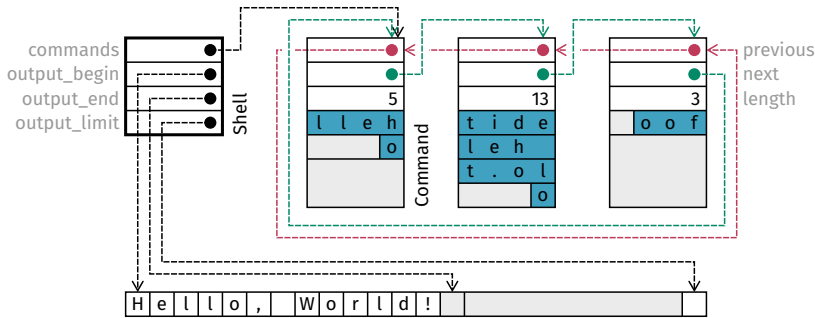 commands previous
output_begin next
output_end 5 13 3 length
output_limit l l e h t i d e o o f
Shell
o l e h
Command
t . o l
o
H e l l o , W o r l d !